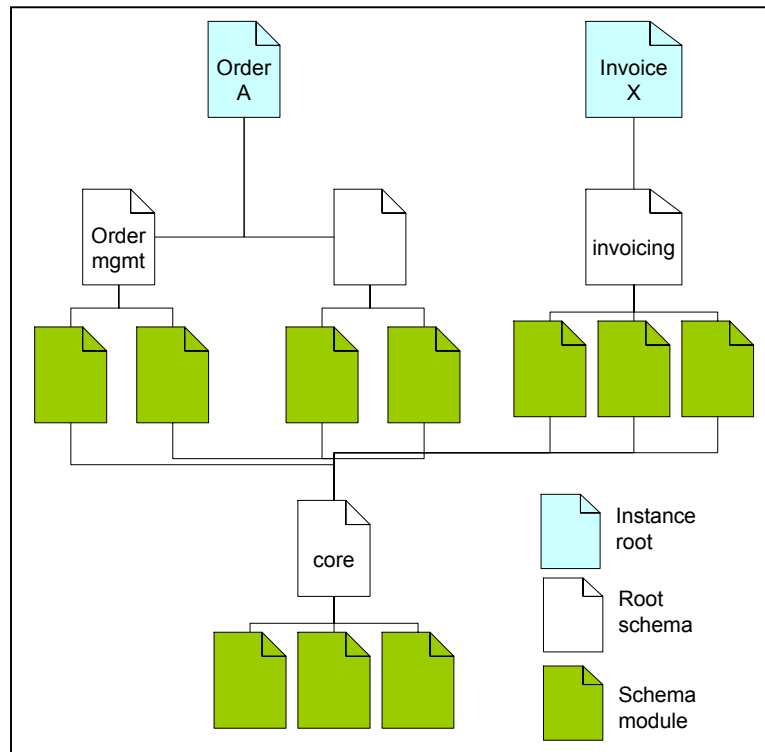 Order
A
Invoice
X
Order
mgmt
invoicing
core
Instance
root
Root
schema
Schema
module